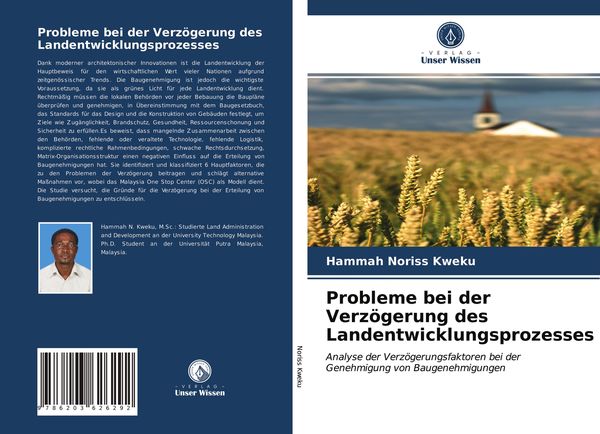 Probleme bei der Verzögerung des
Landentwicklungsprozesses
Dank moderner architektonischer Innovationen ist die Landentwicklung der
Hauptbeweis für den wirtschaftlichen Wert vieler Nationen aufgrund
zeitgenössischer Trends. Die Baugenehmigung ist jedoch die wichtigste
Voraussetzung, da sie als grünes Licht für jede Landentwicklung dient.
Rechtmäßig müssen die lokalen Behörden vor jeder Bebauung die Baupläne
überprüfen und genehmigen, in Übereinstimmung mit dem Baugesetzbuch,
das Standards für das Design und die Konstruktion von Gebäuden festlegt, um
Ziele wie Zugänglichkeit, Brandschutz, Gesundheit, Ressourcenschonung und
Sicherheit zu erfüllen.Es beweist, dass mangelnde Zusammenarbeit zwischen
den Behörden, fehlende oder veraltete Technologie, fehlende Logistik,
komplizierte rechtliche Rahmenbedingungen, schwache Rechtsdurchsetzung,
Matrix-Organisationsstruktur einen negativen Einfluss auf die Erteilung von
Baugenehmigungen hat. Sie identifiziert und klassifiziert 6 Hauptfaktoren, die
zu den Problemen der Verzögerung beitragen und schlägt alternative
Maßnahmen vor, wobei das Malaysia One Stop Center (OSC) als Modell dient.
Die Studie versucht, die Gründe für die Verzögerung bei der Erteilung von
Baugenehmigungen zu entschlüsseln.
Hammah N. Kweku, M.Sc.: Studierte Land Administration
and Development an der University Technology Malaysia.
Ph.D. Student an der Universität Putra Malaysia,
Malaysia.
9 786203 626292
VERLAG
Unser Wissen
Noriss Kweku
VERLAG
Unser Wissen
Hammah Noriss Kweku
Probleme bei der
Verzögerung des
Landentwicklungsprozesses
Analyse der Verzögerungsfaktoren bei der
Genehmigung von Baugenehmigungen